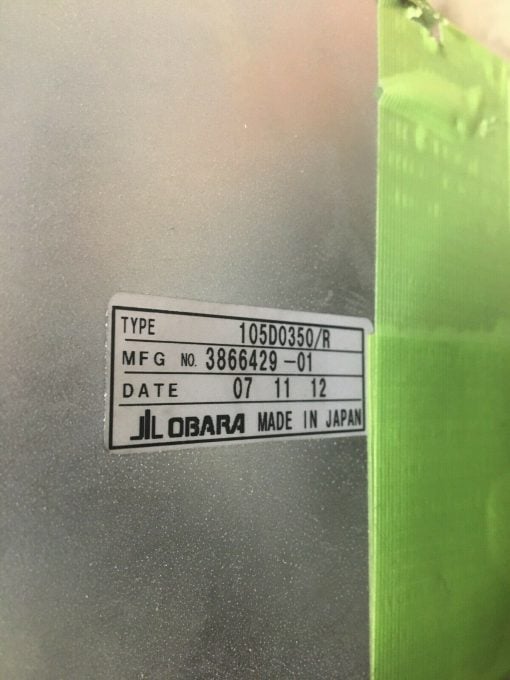 TYPE 105D0350/R
MFG NO. 3866429-01
DATE 07 11 12
OBARA MADE IN JAPAN